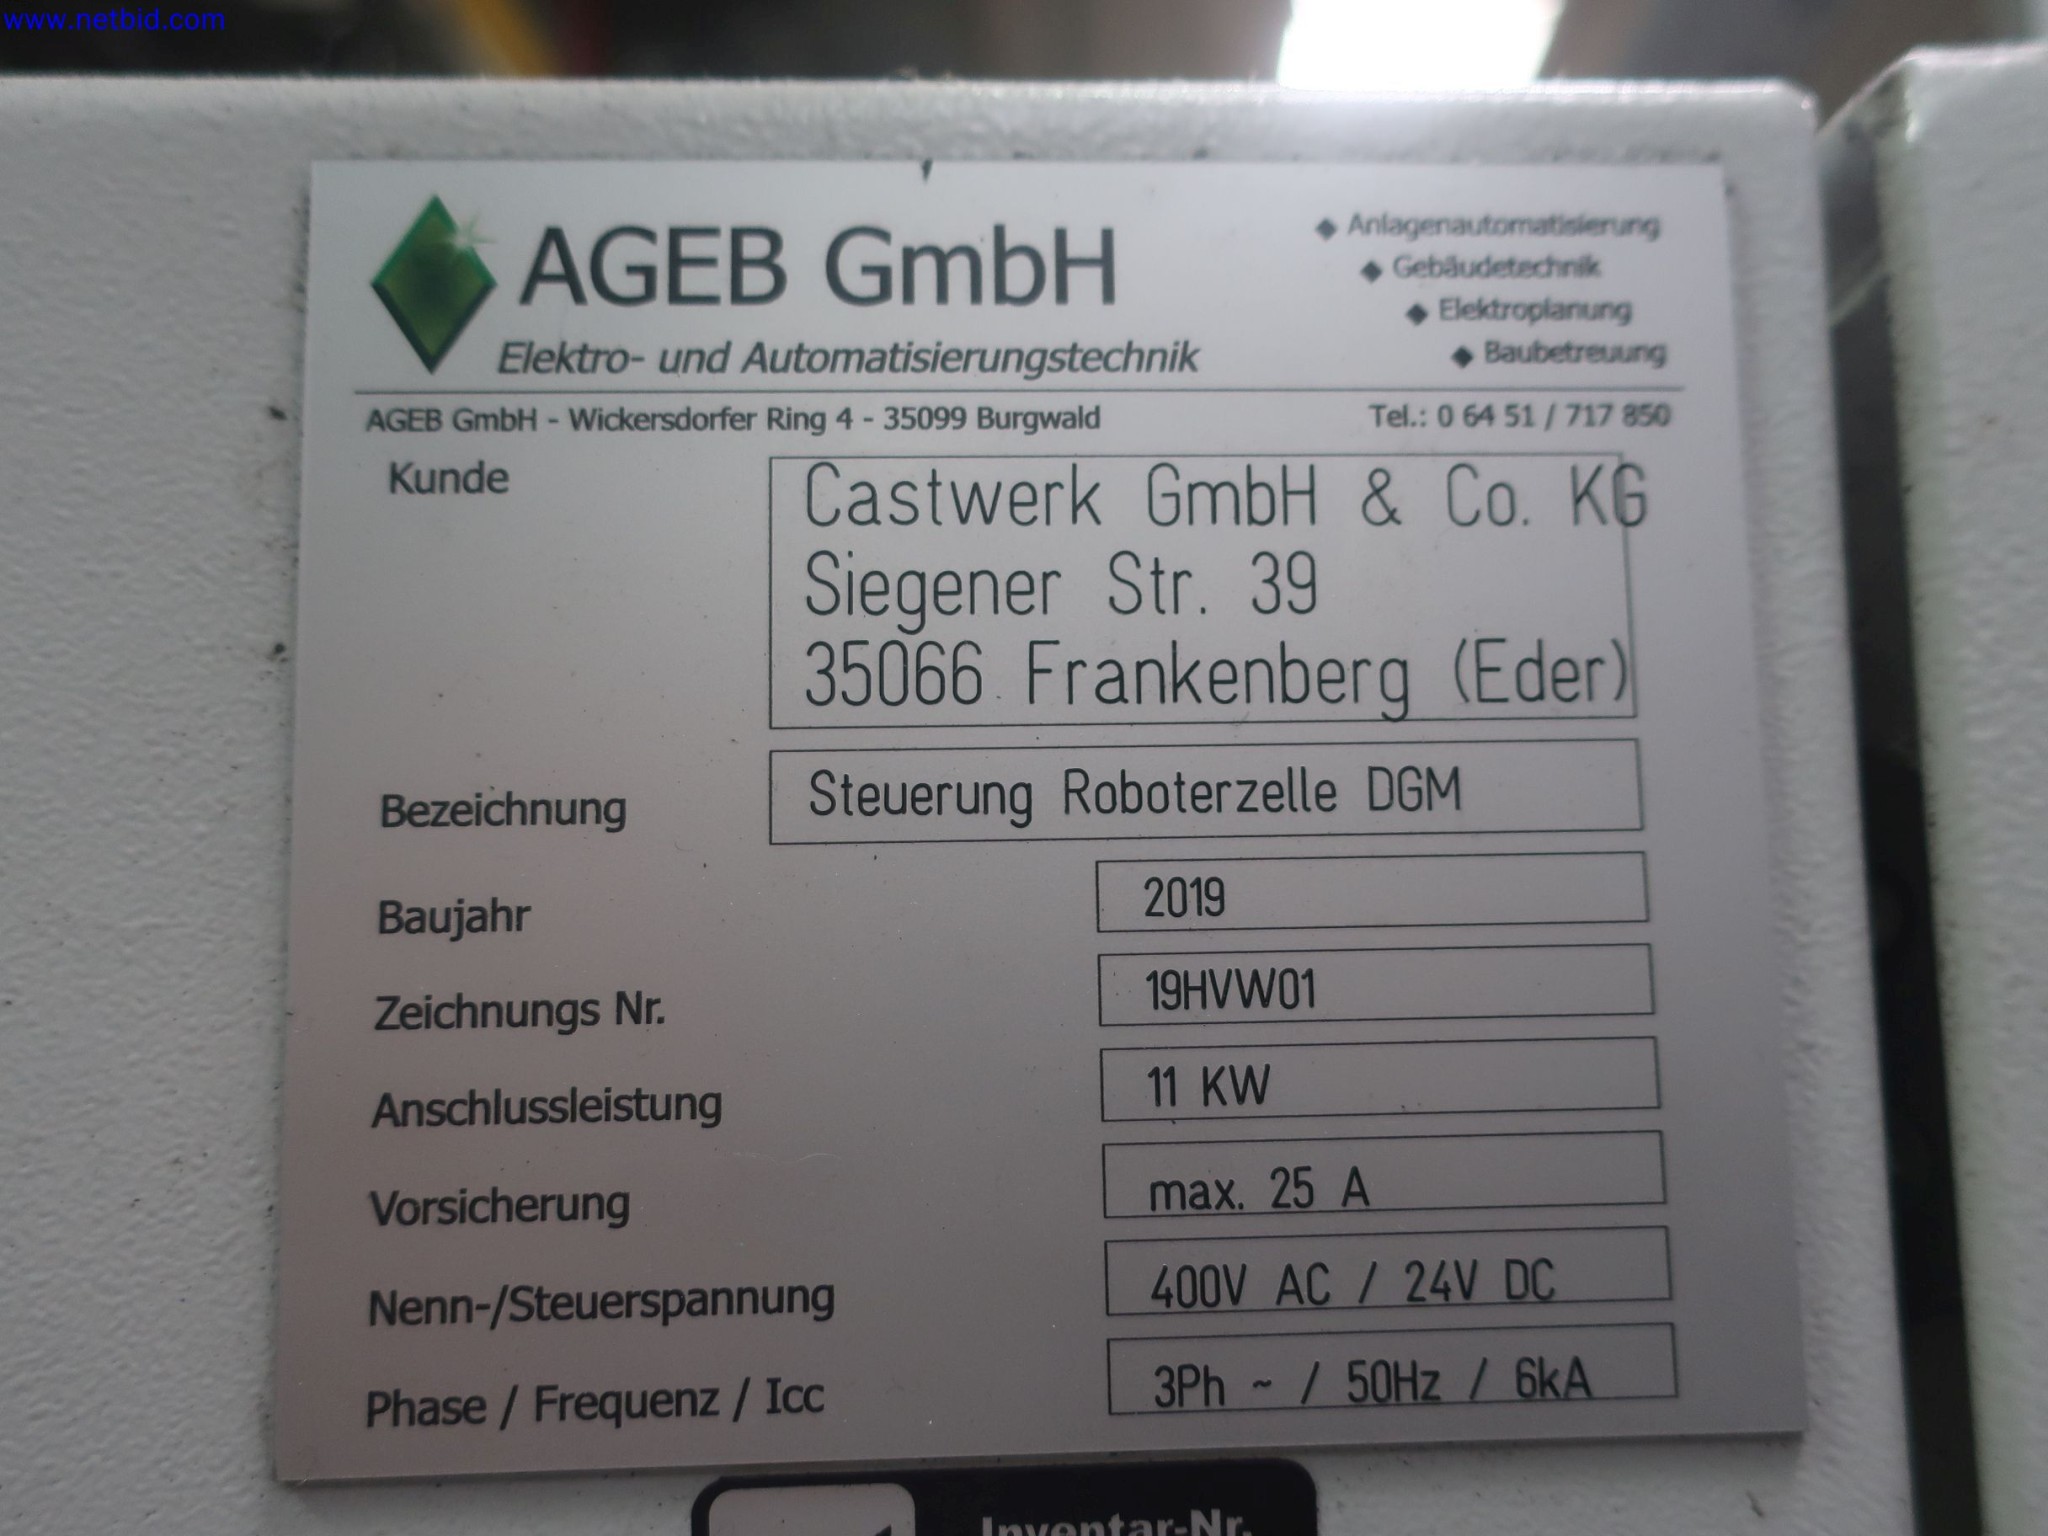 www.netbid.com
AGEB GmbH
Elektro- und Automatisierungstechnik
Anlagenautomatisierung
Gebäudetechnik
Elektroplanung
Baubetreuung
AGEB GmbH - Wickersdorfer Ring 4 - 35099 Burgwald Tel.: 0 64 51 / 717 850
Kunde Castwerk GmbH & Co. KG
Siegener Str. 39
35066 Frankenberg (Eder)
Bezeichnung Steuerung Roboterzelle DGM
Baujahr 2019
Zeichnungs Nr. 19HVW01
Anschlussleistung 11 KW
Vorsicherung max. 25 A
Nenn-/Steuerspannung 400V AC / 24V DC
Phase / Frequenz / Icc 3Ph ~ / 50Hz / 6kA
Inventar-Nr.